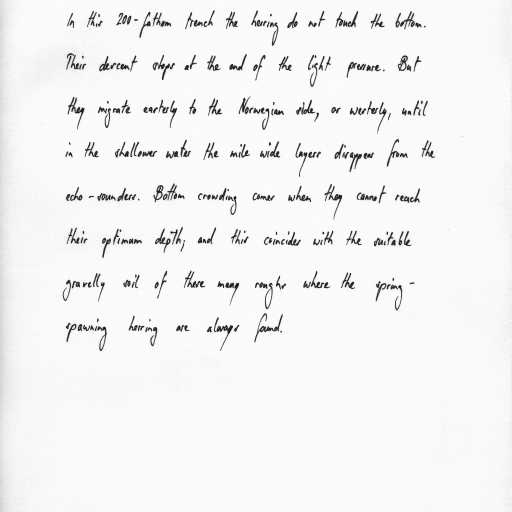 In this 200-fathom trench the herring do not touch the bottom.
Their descent stops at the end of the light pressure. But
they migrate easterly to the Norwegian side, or westerly, until
in the shallower water the mile wide layers disappear from the
echo-sounders. Bottom crowding comes when they cannot reach
their optimum depth; and this coincides with the suitable
gravelly soil of these many roughs where the spring-
spawning herring are always found.